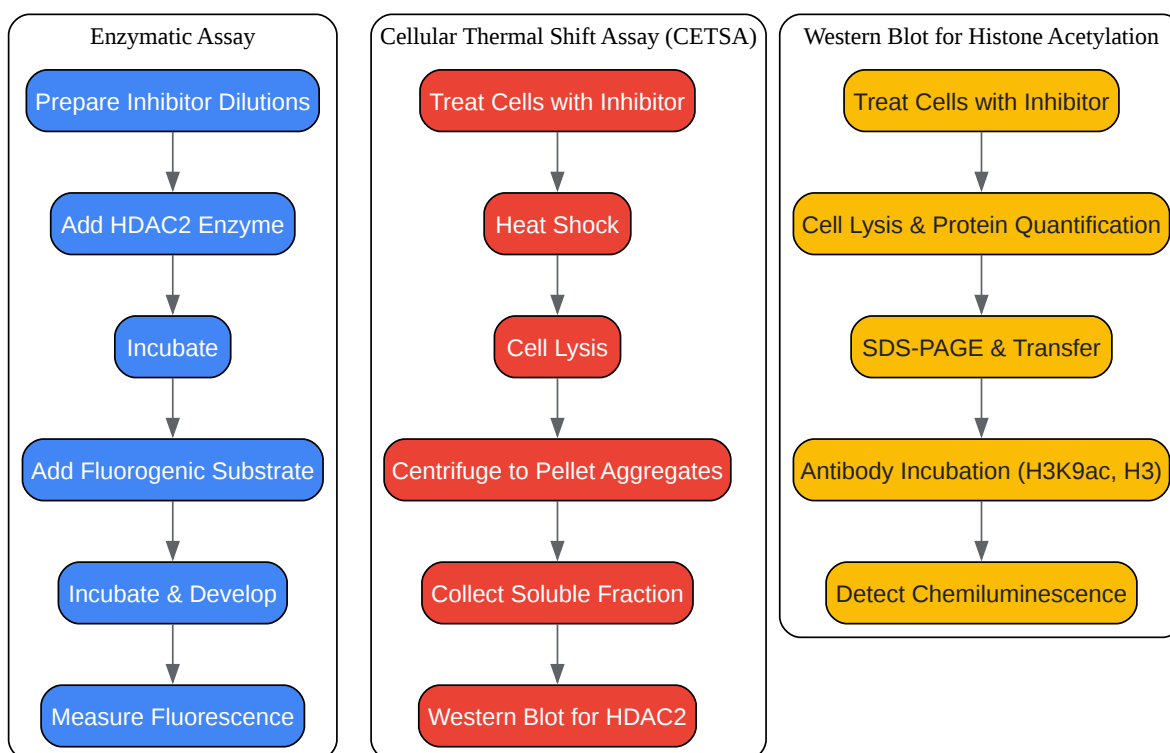 Enzymatic Assay
Prepare Inhibitor Dilutions
Add HDAC2 Enzyme
Incubate
Add Fluorogenic Substrate
Incubate & Develop
Measure Fluorescence
Cellular Thermal Shift Assay (CETSA)
Treat Cells with Inhibitor
Heat Shock
Cell Lysis
Centrifuge to Pellet Aggregates
Collect Soluble Fraction
Western Blot for HDAC2
Western Blot for Histone Acetylation
Treat Cells with Inhibitor
Cell Lysis & Protein Quantification
SDS-PAGE & Transfer
Antibody Incubation (H3K9ac, H3)
Detect Chemiluminescence